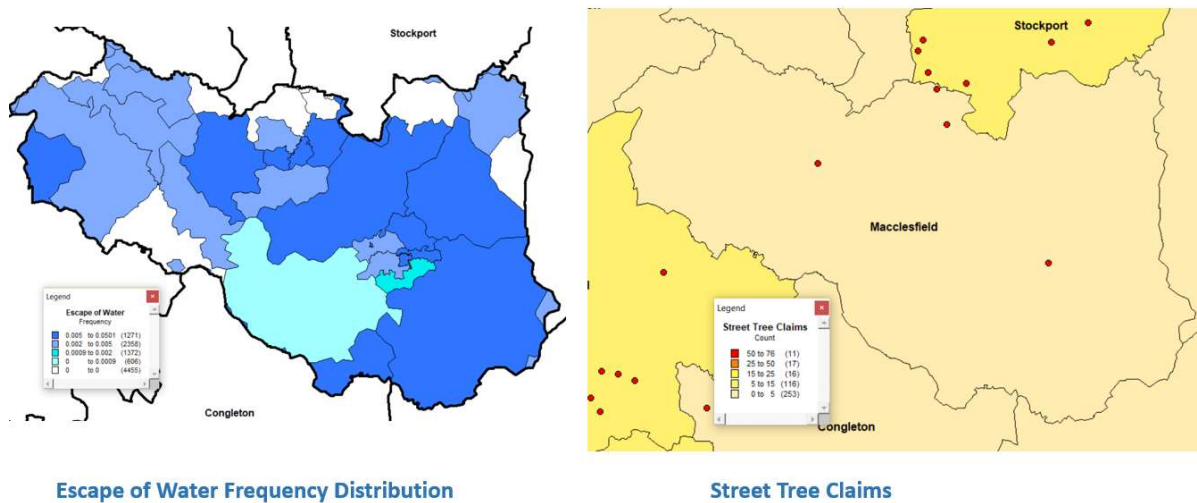 Stockport
Legend
Escape of Water
Frequency
0.005 to 0.0501 (1271)
0.002 to 0.005 (2358)
0.0009 to 0.002 (1372)
0 to 0.0009 (606)
0 to 0 (4455)
Congleton
Escape of Water Frequency Distribution
Stockport
Macclesfield
Legend
Street Tree Claims
Count
50 to 76 (11)
25 to 50 (17)
15 to 25 (16)
5 to 15 (116)
0 to 5 (253)
Congleton
Street Tree Claims